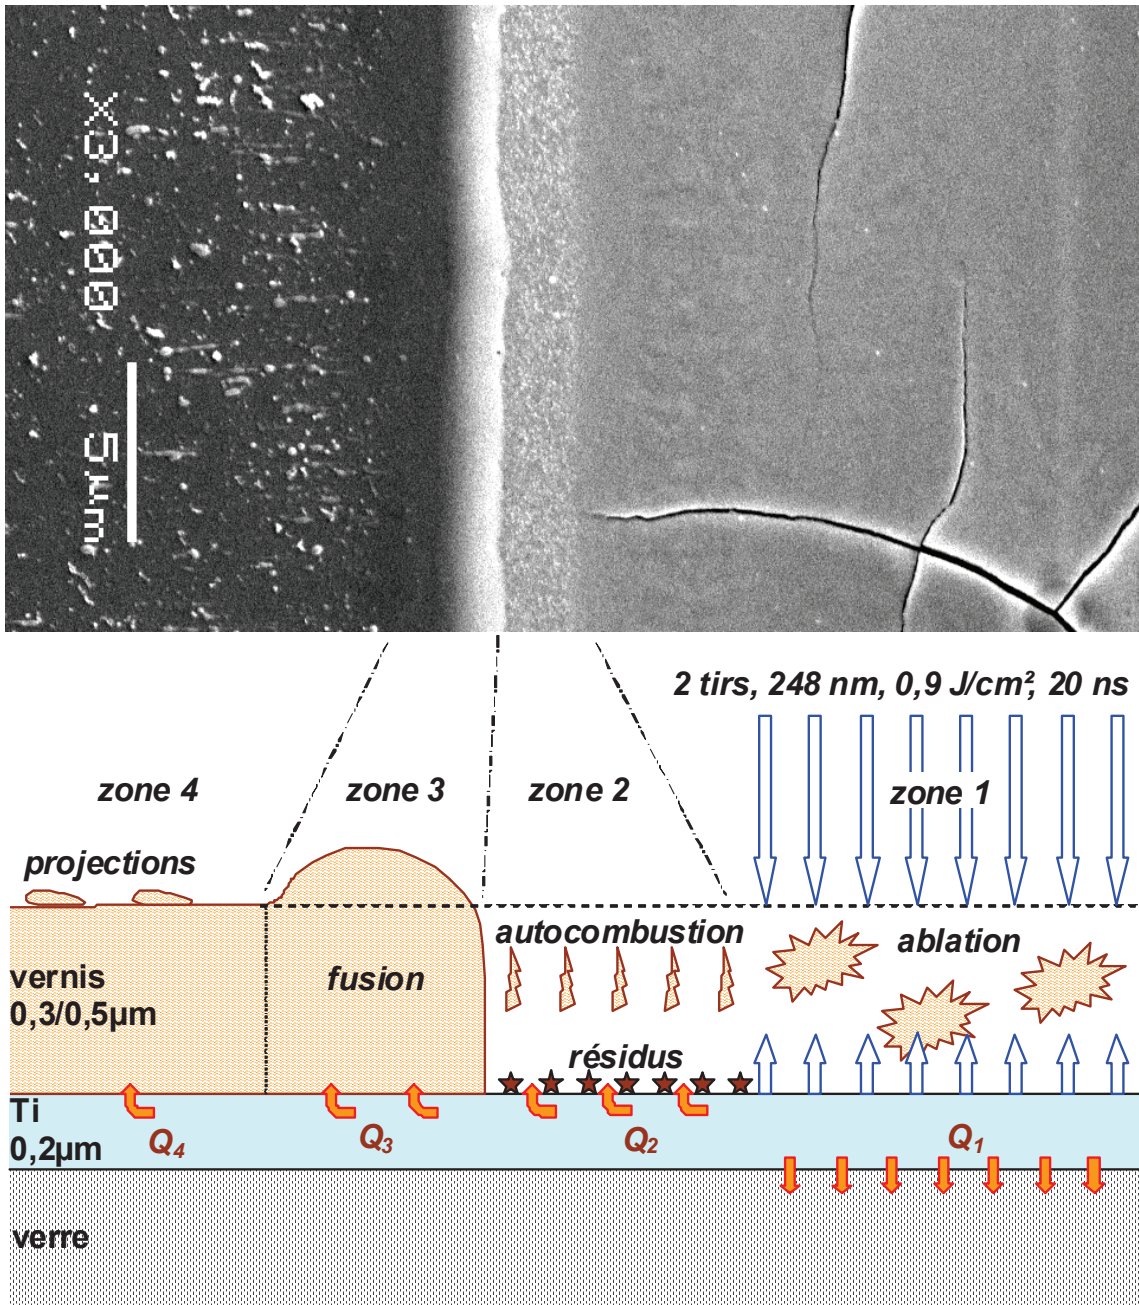 x3,000
5µm
2 tirs, 248 nm, 0,9 J/cm², 20 ns
zone 4
zone 3
zone 2
zone 1
projections
autocombustion
ablation
vernis
0,3/0,5µm
fusion
résidus
Ti
0,2µm
Q4
Q3
Q2
Q1
verre